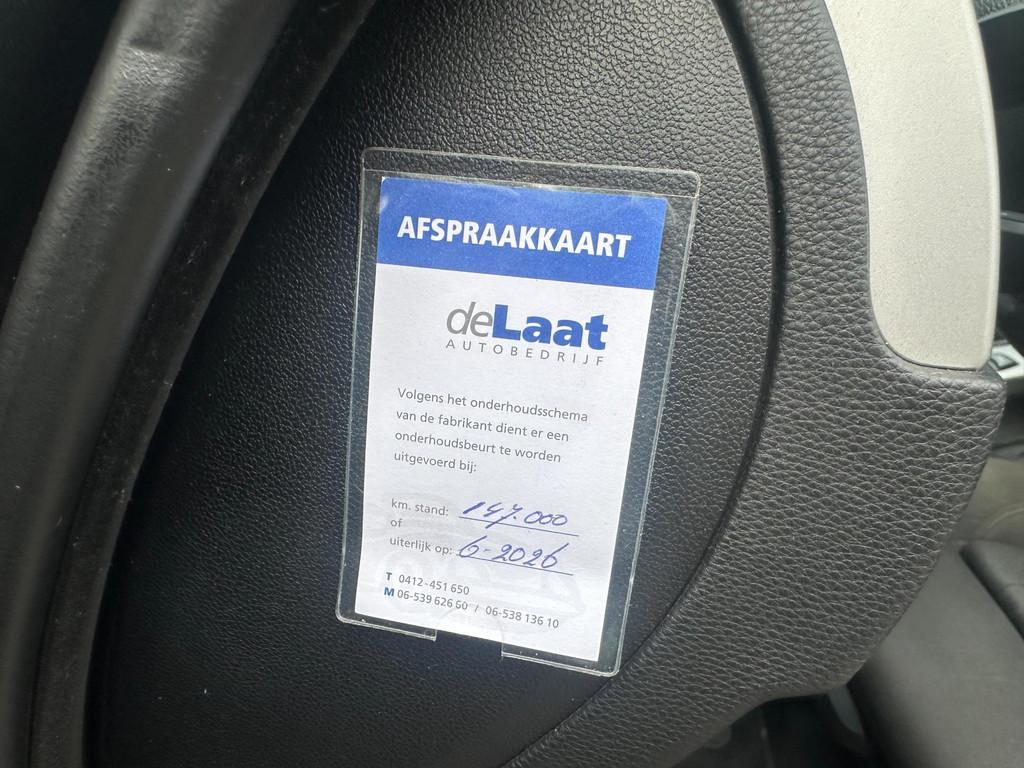 AFSPRAAKKAART
deLaat
AUTOBEDRIJF
Volgens het onderhoudsschema
van de fabrikant dient er een
onderhoudsbeurt te worden
uitgevoerd bij:
km. stand: 147.000
of
uiterlijk op: 6-2026
T 0412-451 650
M 06-539 626 60 / 06-538 136 10